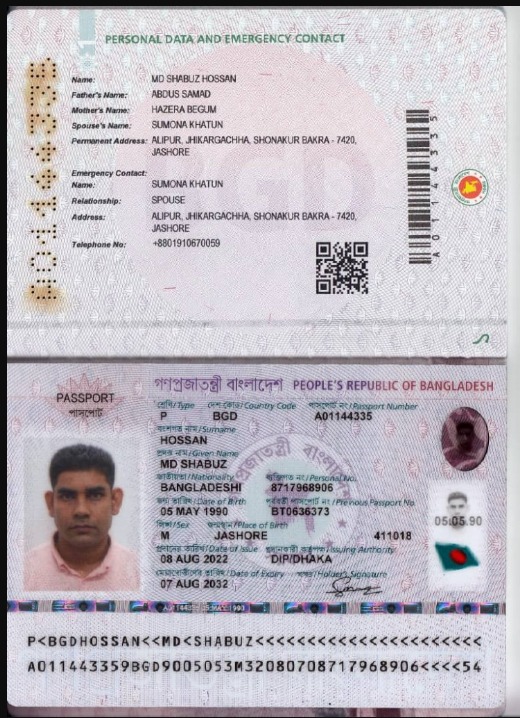 PERSONAL DATA AND EMERGENCY CONTACT
Name: MD SHABUZ HOSSAN
Father's Name: ABDUS SAMAD
Mother's Name: HAZERA BEGUM
Spouse's Name: SUMONA KHATUN
Permanent Address: ALIPUR, JHIKARGACHHA, SHONAKUR BAKRA - 7420,
JASHORE
Emergency Contact:
Name: SUMONA KHATUN
Relationship: SPOUSE
Address: ALIPUR, JHIKARGACHHA, SHONAKUR BAKRA - 7420,
JASHORE
Telephone No: +8801910670059
A01144335
BGD
গণপ্রজাতন্ত্রী বাংলাদেশ PEOPLE'S REPUBLIC OF BANGLADESH
PASSPORT
পাসপোর্ট
শ্রেণি/Type দেশ কোড/Country Code পাসপোর্ট নং/Passport Number
P BGD A01144335
বংশগত নাম/Surname
HOSSAN
প্রদত্ত নাম/Given Name
MD SHABUZ
জাতীয়তা/Nationality ব্যক্তিগত নং/Personal No.
BANGLADESHI 8717968906
জন্ম তারিখ/Date of Birth পূর্ববর্তী পাসপোর্ট নং/Previous Passport No.
05 MAY 1990 BT0636373
লিঙ্গ/Sex জন্মস্থান/Place of Birth
M JASHORE 411018
প্রদানের তারিখ/Date of Issue প্রদানকারী কর্তৃপক্ষ/Issuing Authority
08 AUG 2022 DIP/DHAKA
মেয়াদোত্তীর্ণের তারিখ/Date of Expiry স্বাক্ষর/Holder's Signature
07 AUG 2032
05.05.90
P<BGDHOSSAN<<MD<SHABUZ<<<<<<<<<<<<<<<<<<<<<<
A011443359BGD9005053M32080708717968906<<<<54